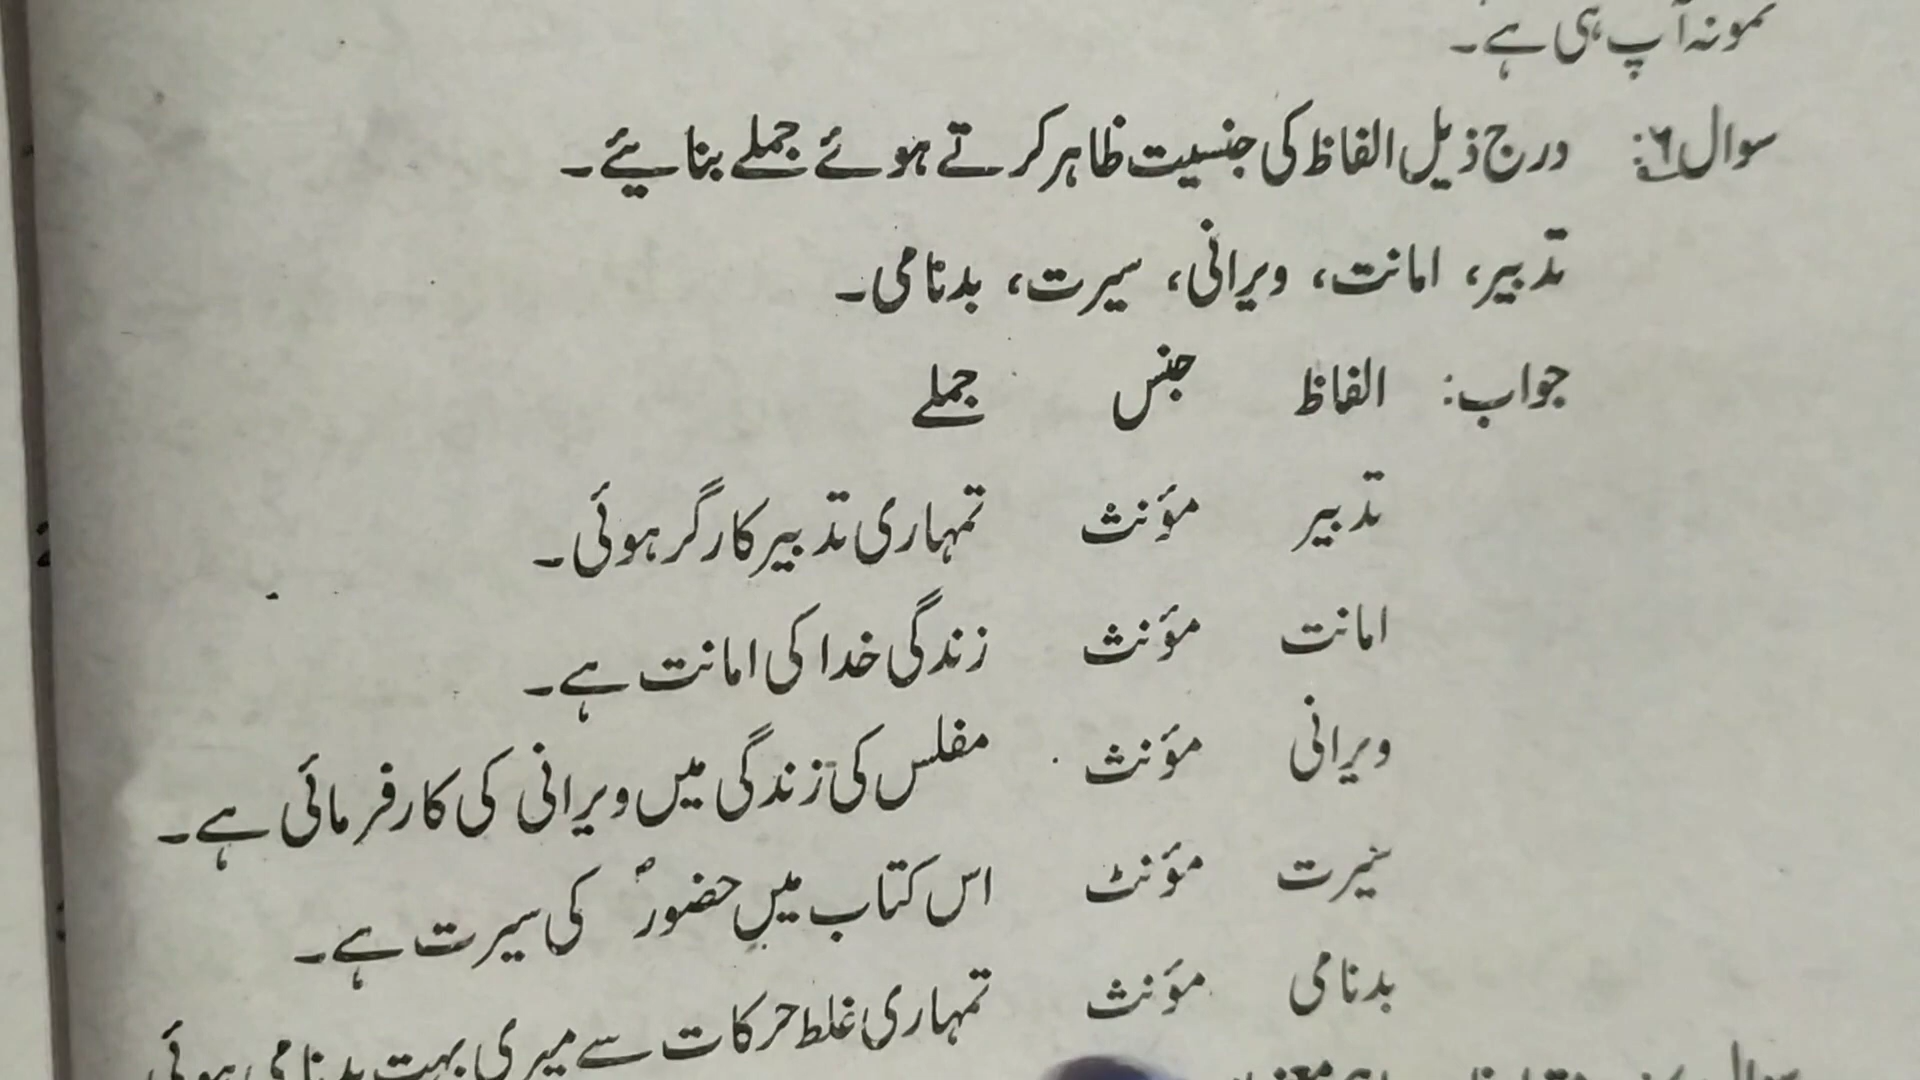 نمونہ آپ ہی ہے۔
سوال ۶: درج ذیل الفاظ کی جنسیت ظاہر کرتے ہوئے جملے بنائیے۔
تدبیر، امانت، ویرانی، سیرت، بدنامی۔
جواب: الفاظ جنس جملے
تدبیر مؤنث تمہاری تدبیر کارگر ہوئی۔
امانت مؤنث زندگی خدا کی امانت ہے۔
ویرانی مؤنث مفلس کی زندگی میں ویرانی کی کارفرمائی ہے۔
سیرت مؤنث اس کتاب میں حضورؐ کی سیرت ہے۔
بدنامی مؤنث تمہاری غلط حرکات سے میری بہت بدنامی ہوئی
سوال